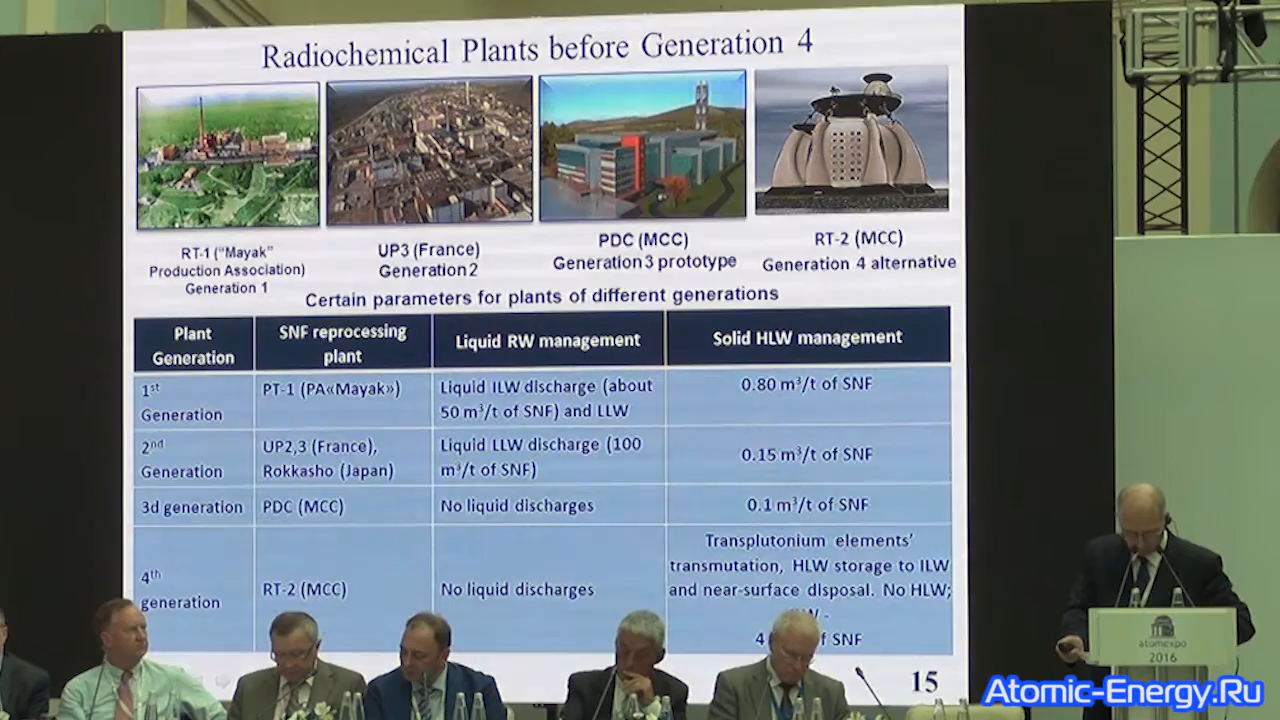 Radiochemical Plants before Generation 4
RT-1 ("Mayak"
Production Association)
Generation 1
UP3 (France)
Generation 2
PDC (MCC)
Generation 3 prototype
RT-2 (MCC)
Generation 4 alternative
Certain parameters for plants of different generations
Plant
Generation
SNF reprocessing
plant
Liquid RW management
Solid HLW management
1st
Generation
PT-1 (PA«Mayak»)
Liquid ILW discharge (about
50 m³/t of SNF) and LLW
0.80 m³/t of SNF
2nd
Generation
UP2,3 (France),
Rokkasho (Japan)
Liquid LLW discharge (100
m³/t of SNF)
0.15 m³/t of SNF
3d generation
PDC (MCC)
No liquid discharges
0.1 m³/t of SNF
4th
generation
RT-2 (MCC)
No liquid discharges
Transplutonium elements'
transmutation, HLW storage to ILW
and near-surface disposal. No HLW;
4 f SNF
15
atomexpo
2016
Atomic-Energy.Ru